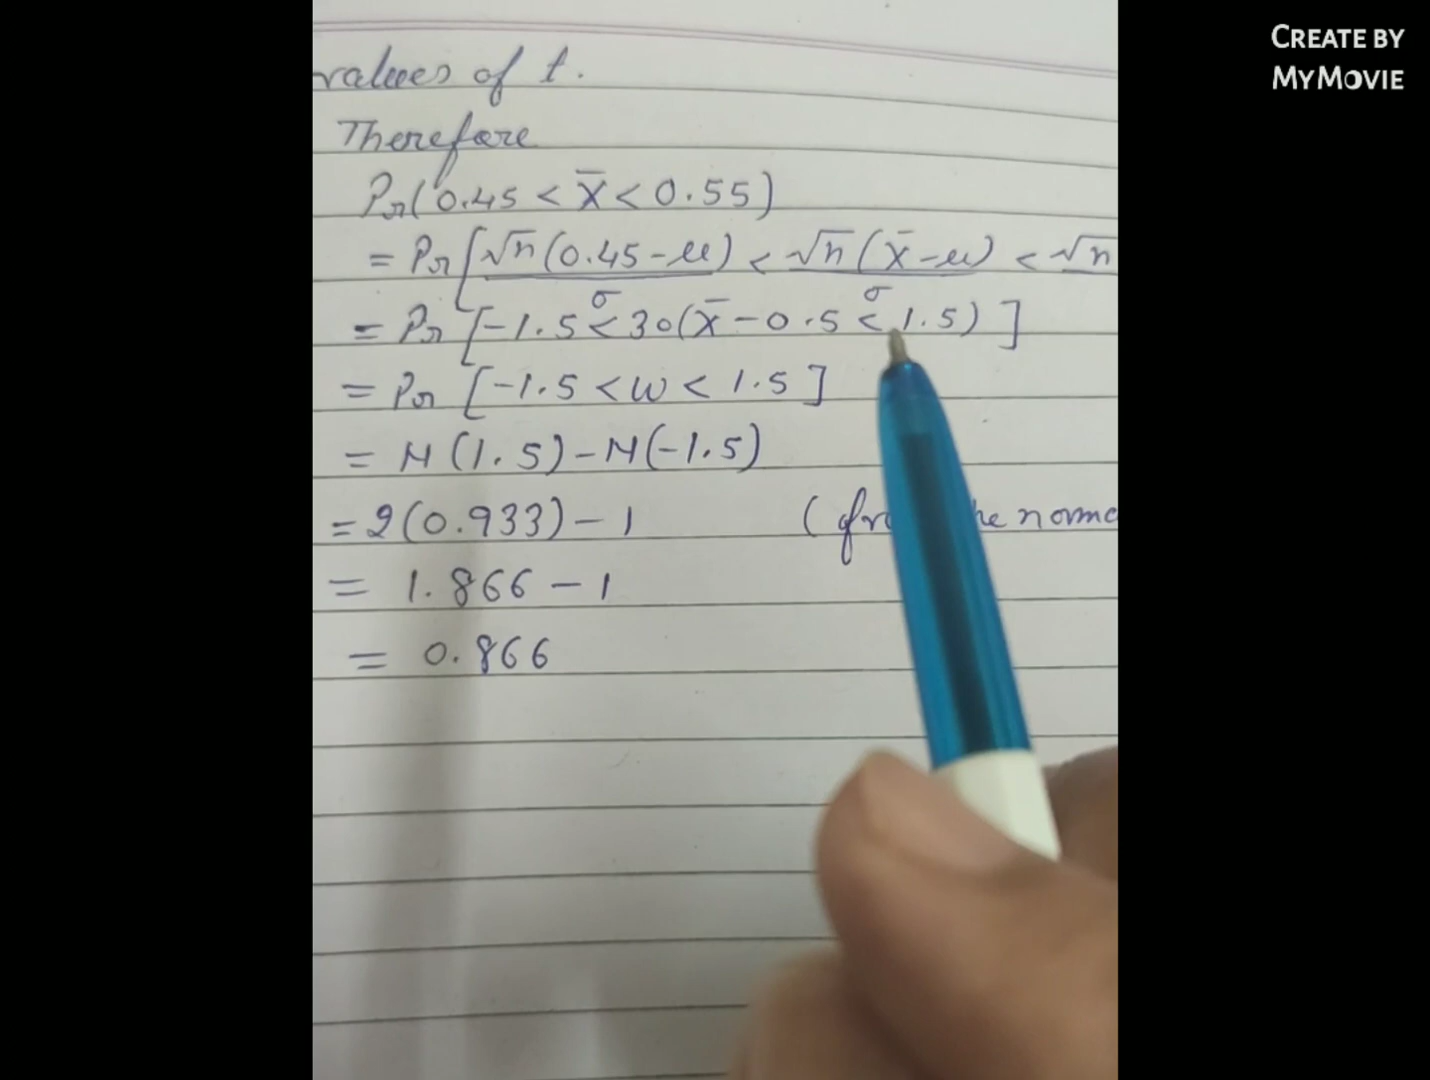 CREATE BY
MYMOVIE
values of t.
Therefore
Pr(0.45 < X̄ < 0.55)
= Pr[√n(0.45-μ)/σ < √n(X̄-μ)/σ < √n
= Pr [-1.5 < 30(X̄-0.5 < 1.5)]
= Pr [-1.5 < W < 1.5]
= N(1.5)-N(-1.5)
= 2(0.933)-1 (
= 1.866-1
= 0.866